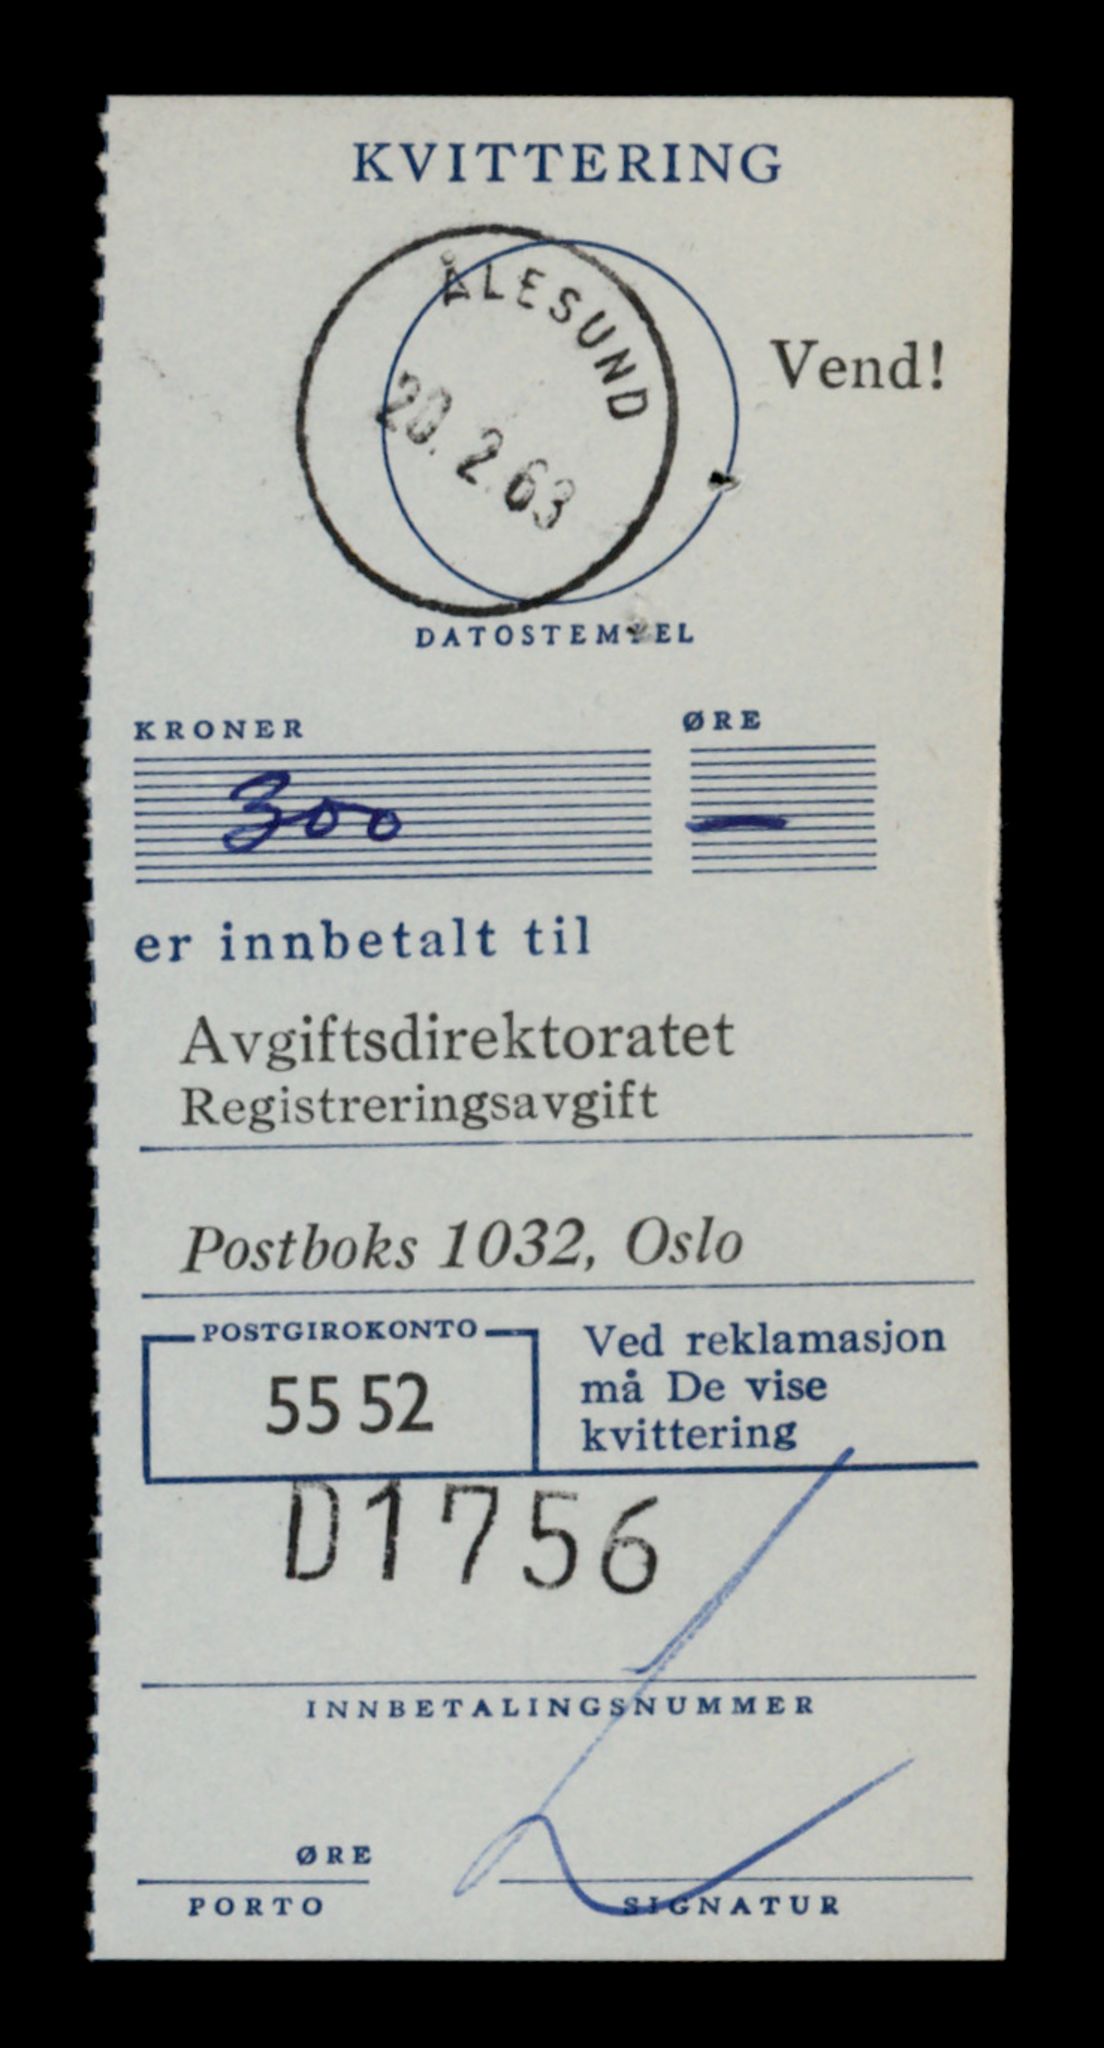 KVITTERING
ÅLESUND
20.2.63
Vend!
DATOSTEMPEL
KRONER ØRE
300 —
er innbetalt til
Avgiftsdirektoratet
Registreringsavgift
Postboks 1032, Oslo
POSTGIROKONTO
55 52
Ved reklamasjon
må De vise
kvittering
D1756
INNBETALINGSNUMMER
ØRE
PORTO
SIGNATUR